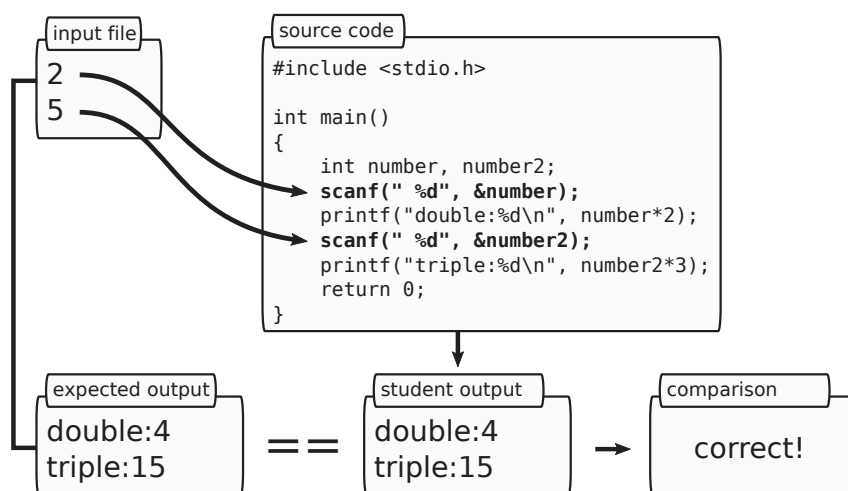 input file
2
5
source code
#include <stdio.h>
int main()
{
    int number, number2;
    scanf(" %d", &number);
    printf("double:%d\n", number*2);
    scanf(" %d", &number2);
    printf("triple:%d\n", number2*3);
    return 0;
}
expected output
double:4
triple:15
==
student output
double:4
triple:15
comparison
correct!